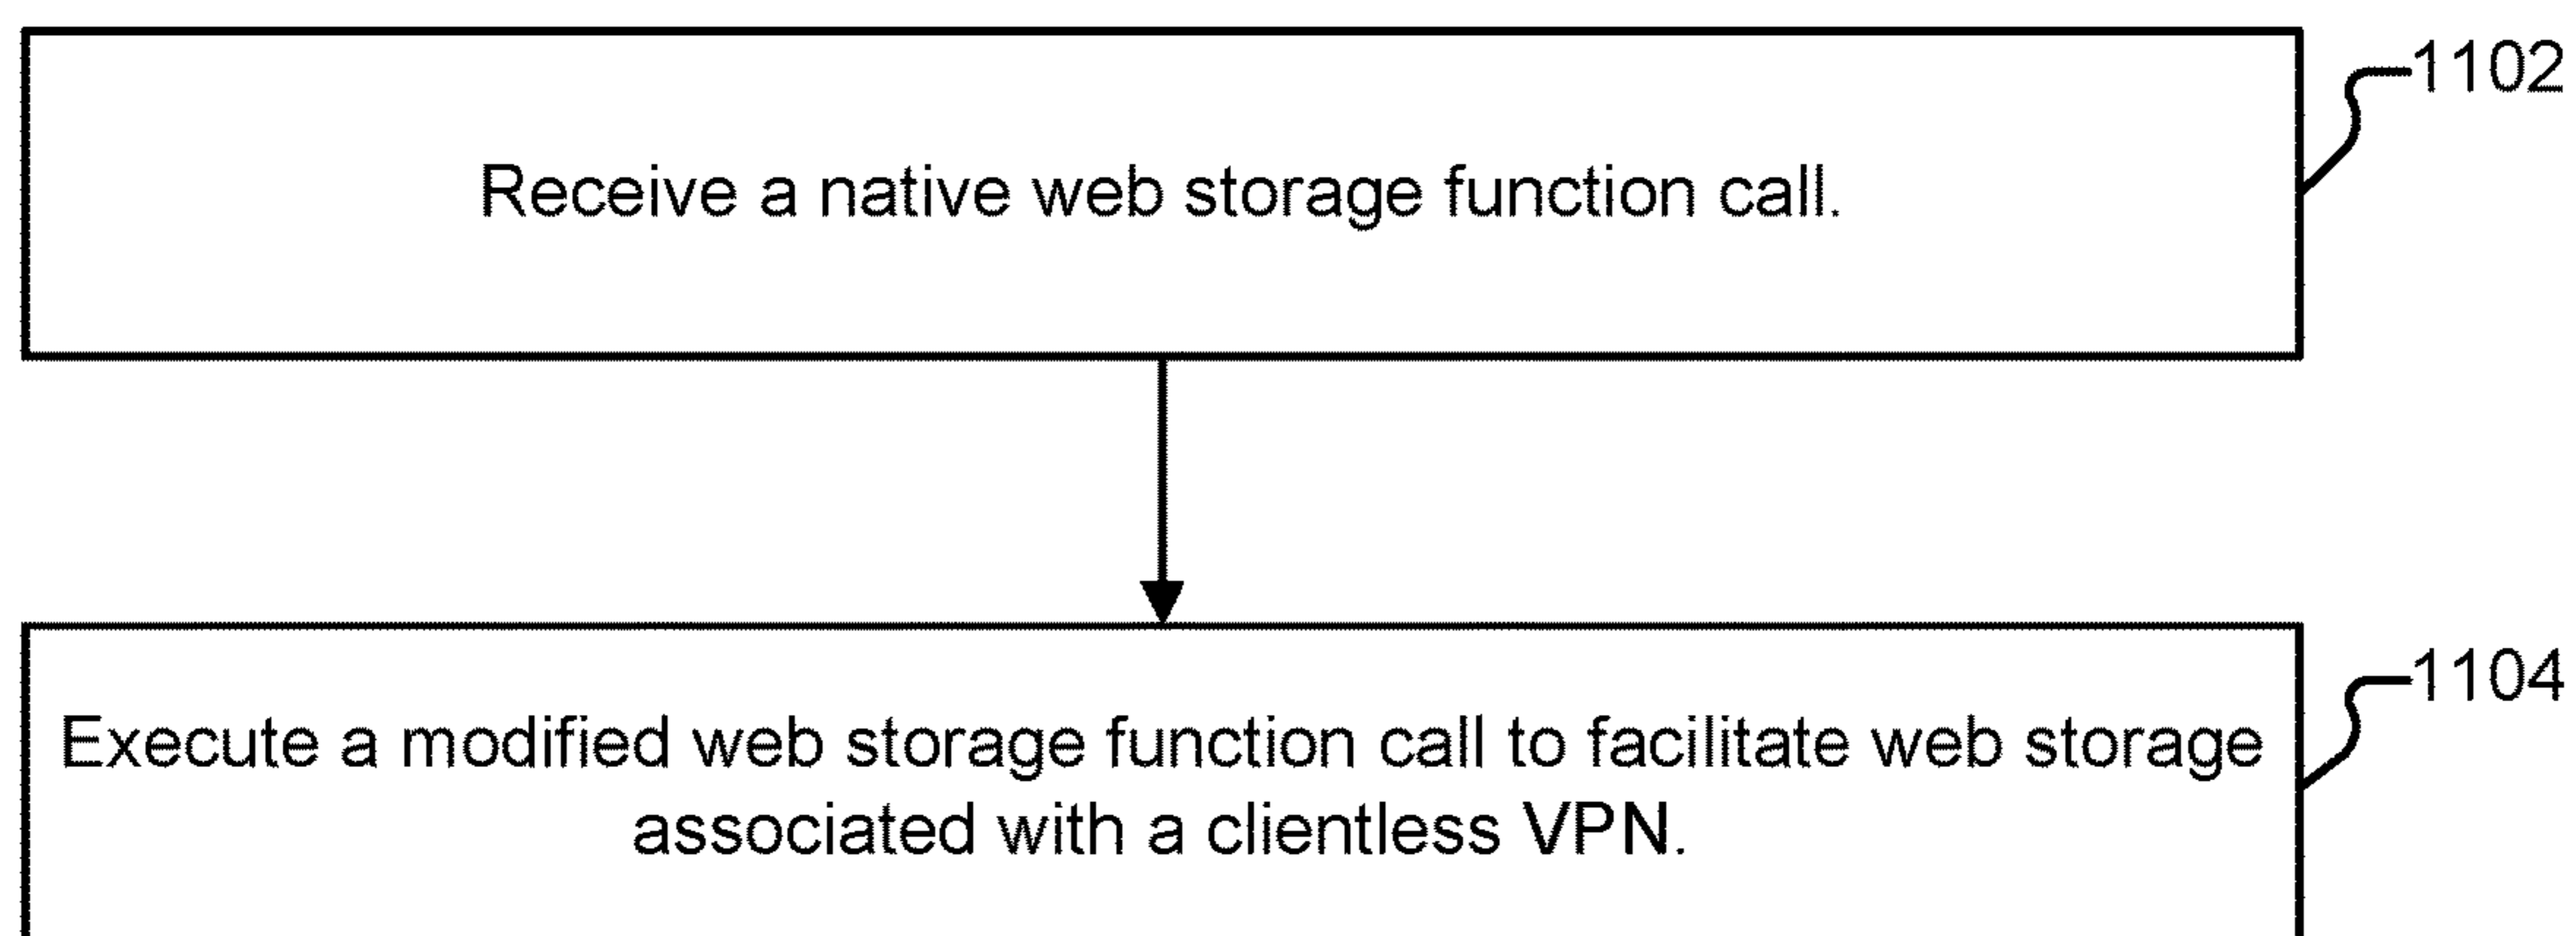 1102
Receive a native web storage function call.
1104
Execute a modified web storage function call to facilitate web storage
associated with a clientless VPN.